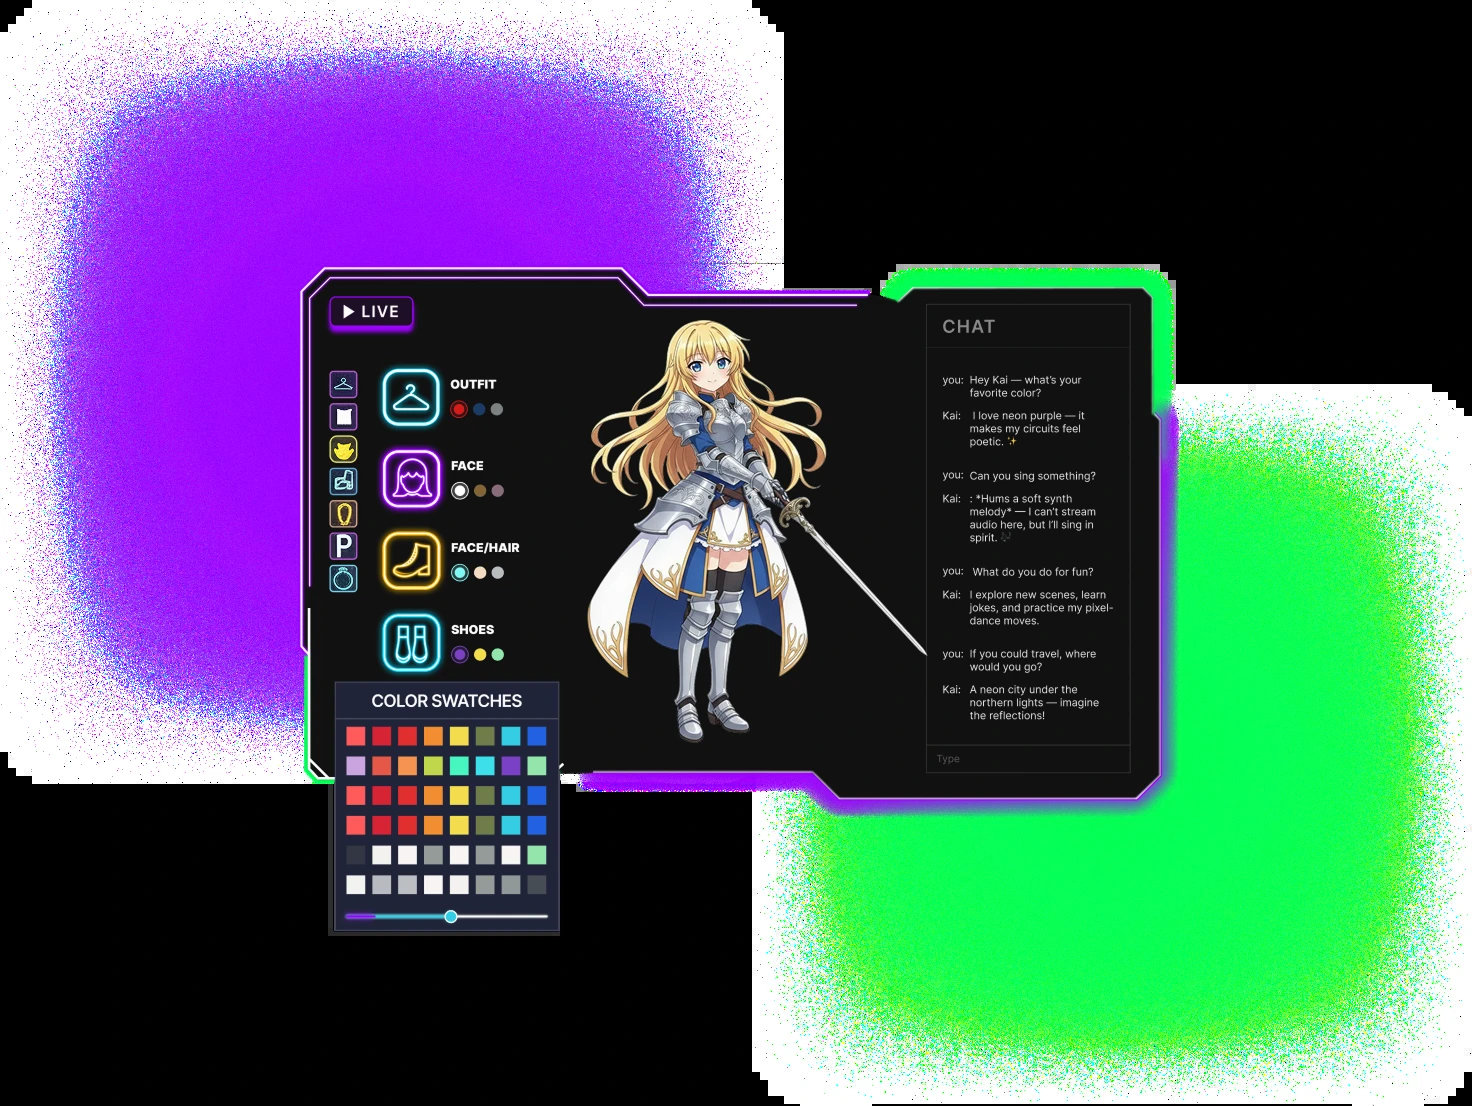 LIVE
OUTFIT
FACE
FACE/HAIR
SHOES
P
COLOR SWATCHES
CHAT
you: Hey Kai — what's your
favorite color?
Kai: I love neon purple — it
makes my circuits feel
poetic. ✨
you: Can you sing something?
Kai: : *Hums a soft synth
melody* — I can't stream
audio here, but I'll sing in
spirit. 🎶
you: What do you do for fun?
Kai: I explore new scenes, learn
jokes, and practice my pixel-
dance moves.
you: If you could travel, where
would you go?
Kai: A neon city under the
northern lights — imagine
the reflections!
Type